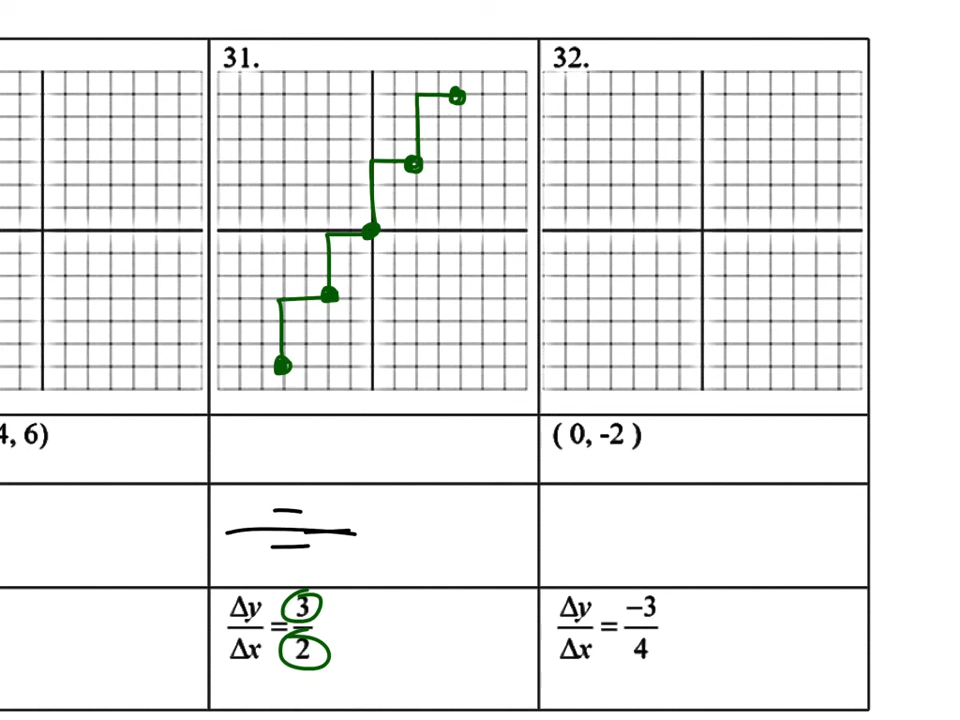 31.
32.
4, 6)
( 0, -2 )
Δy/Δx = 3/2
Δy/Δx = -3/4